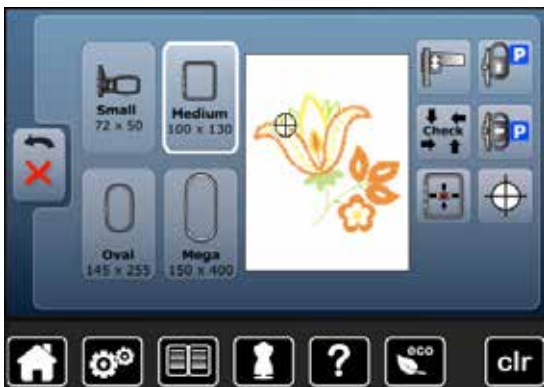 Small
72 x 50
Medium
100 x 130
P
Check
P
Oval
145 x 255
Mega
150 x 400
?
eco
clr